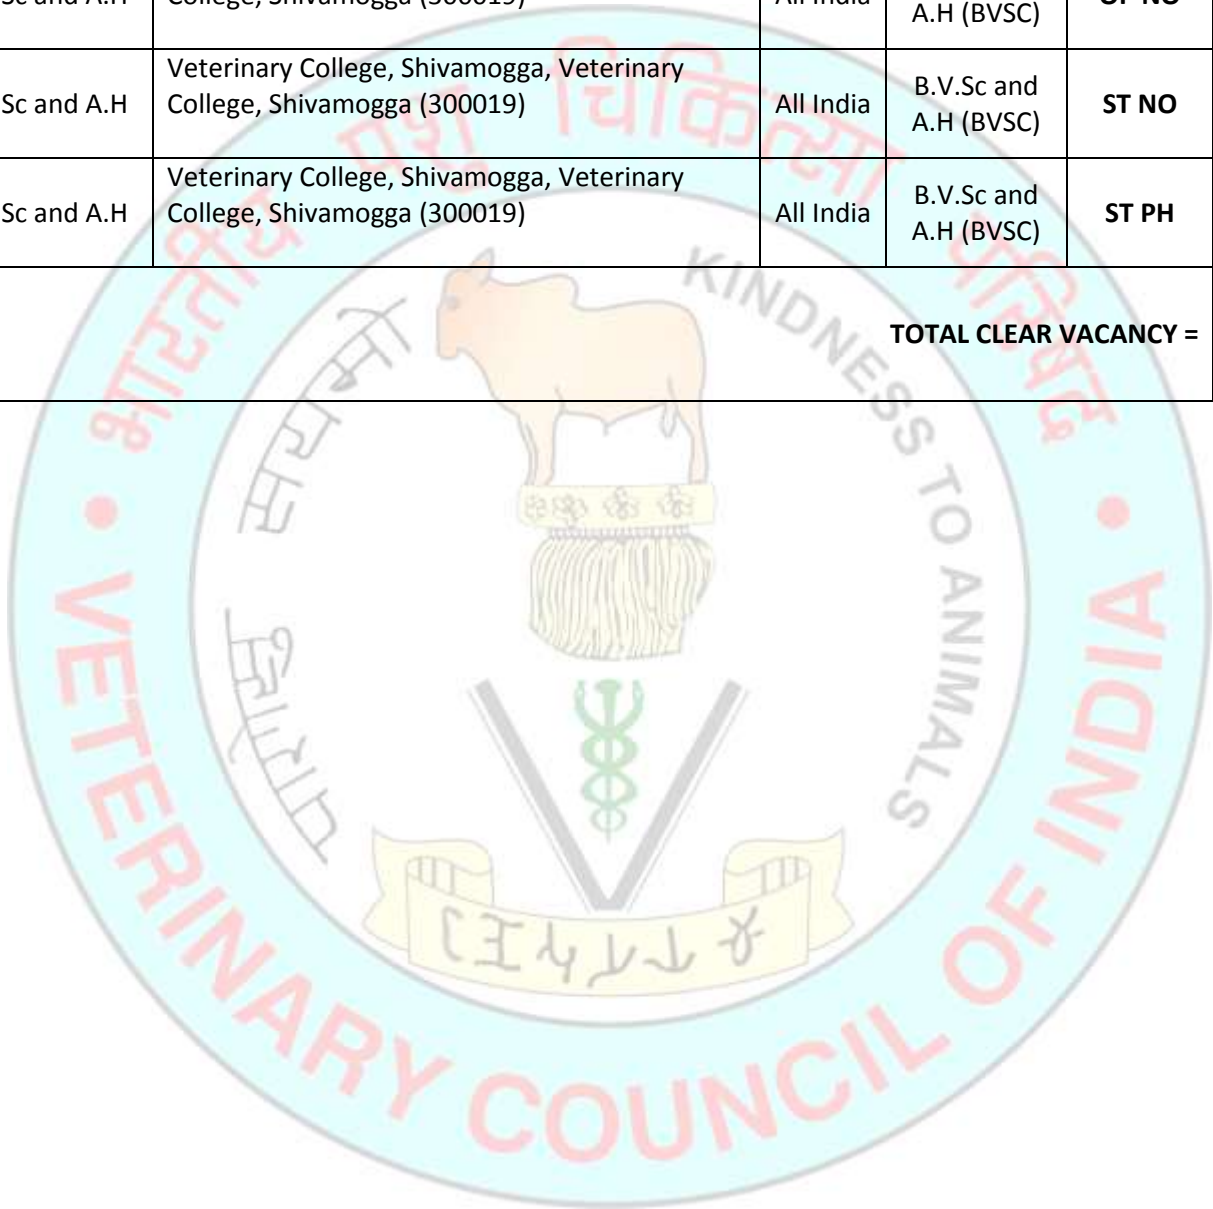 Sc and A.H College, Shivamogga (300019) All India A.H (BVSC) OP NO
Veterinary College, Shivamogga, Veterinary
Sc and A.H College, Shivamogga (300019) All India B.V.Sc and A.H (BVSC) ST NO
Veterinary College, Shivamogga, Veterinary
Sc and A.H College, Shivamogga (300019) All India B.V.Sc and A.H (BVSC) ST PH
TOTAL CLEAR VACANCY =
भारतीय पशु चिकित्सा परिषद
KINDNESS TO ANIMALS
VETERINARY COUNCIL OF INDIA